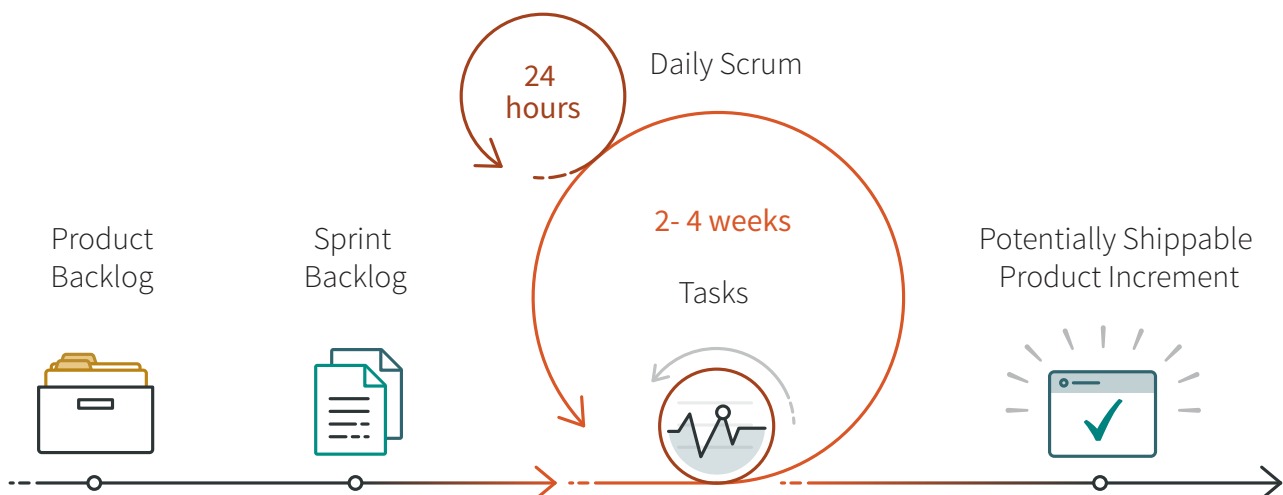 24
hours
Daily Scrum
2- 4 weeks
Tasks
Product
Backlog
Sprint
Backlog
Potentially Shippable
Product Increment